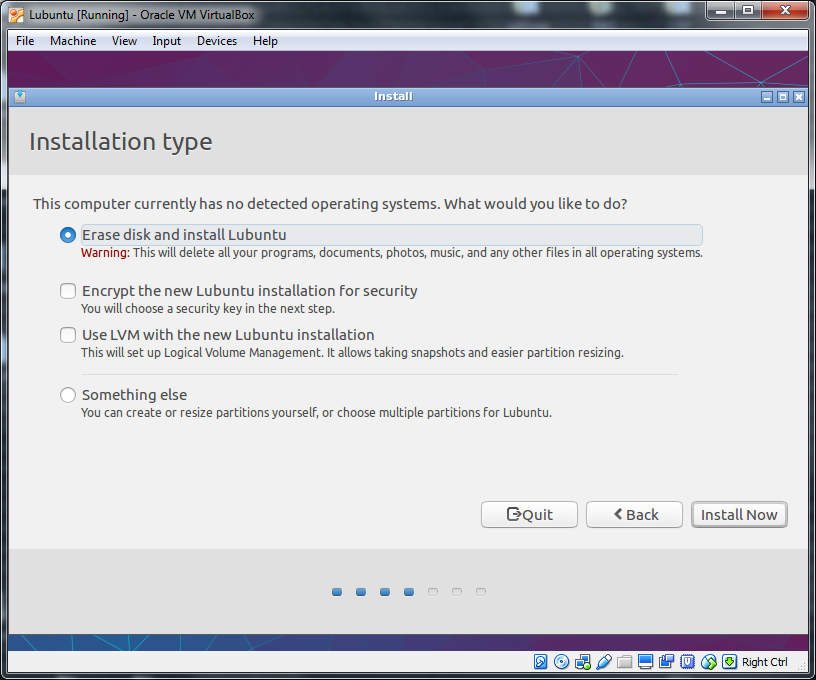 Lubuntu [Running] - Oracle VM VirtualBox
File Machine View Input Devices Help
Install
Installation type
This computer currently has no detected operating systems. What would you like to do?
Erase disk and install Lubuntu
Warning: This will delete all your programs, documents, photos, music, and any other files in all operating systems.
Encrypt the new Lubuntu installation for security
You will choose a security key in the next step.
Use LVM with the new Lubuntu installation
This will set up Logical Volume Management. It allows taking snapshots and easier partition resizing.
Something else
You can create or resize partitions yourself, or choose multiple partitions for Lubuntu.
Quit Back Install Now
Right Ctrl